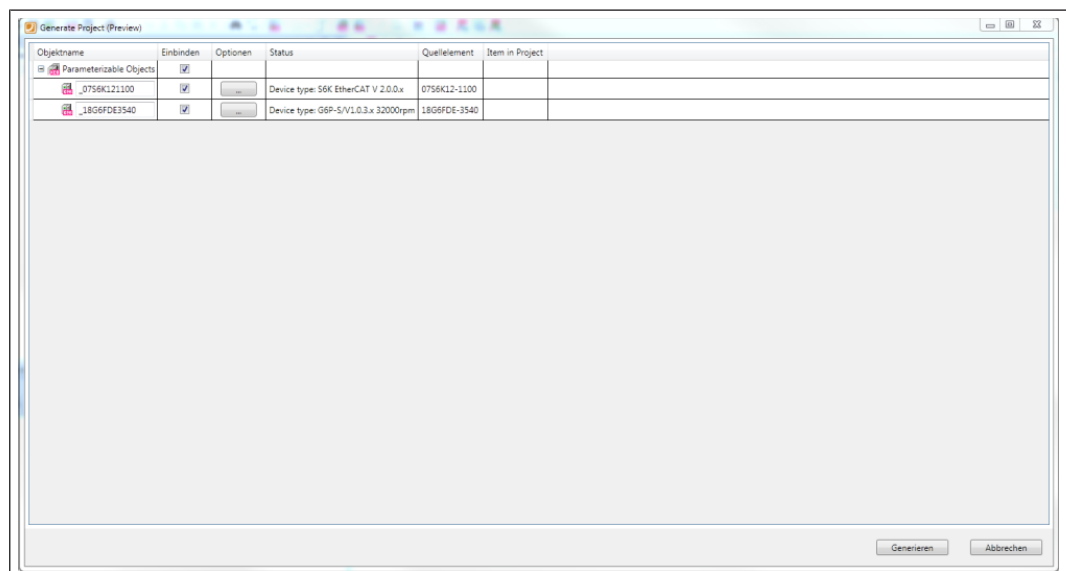 Generate Project (Preview)
Objektname Einbinden Optionen Status Quellelement Item in Project
Parameterizable Objects
_07S6K121100 ... Device type: S6K EtherCAT V 2.0.0.x 07S6K12-1100
_18G6FDE3540 ... Device type: G6P-S/V1.0.3.x 32000rpm 18G6FDE-3540
Generieren Abbrechen